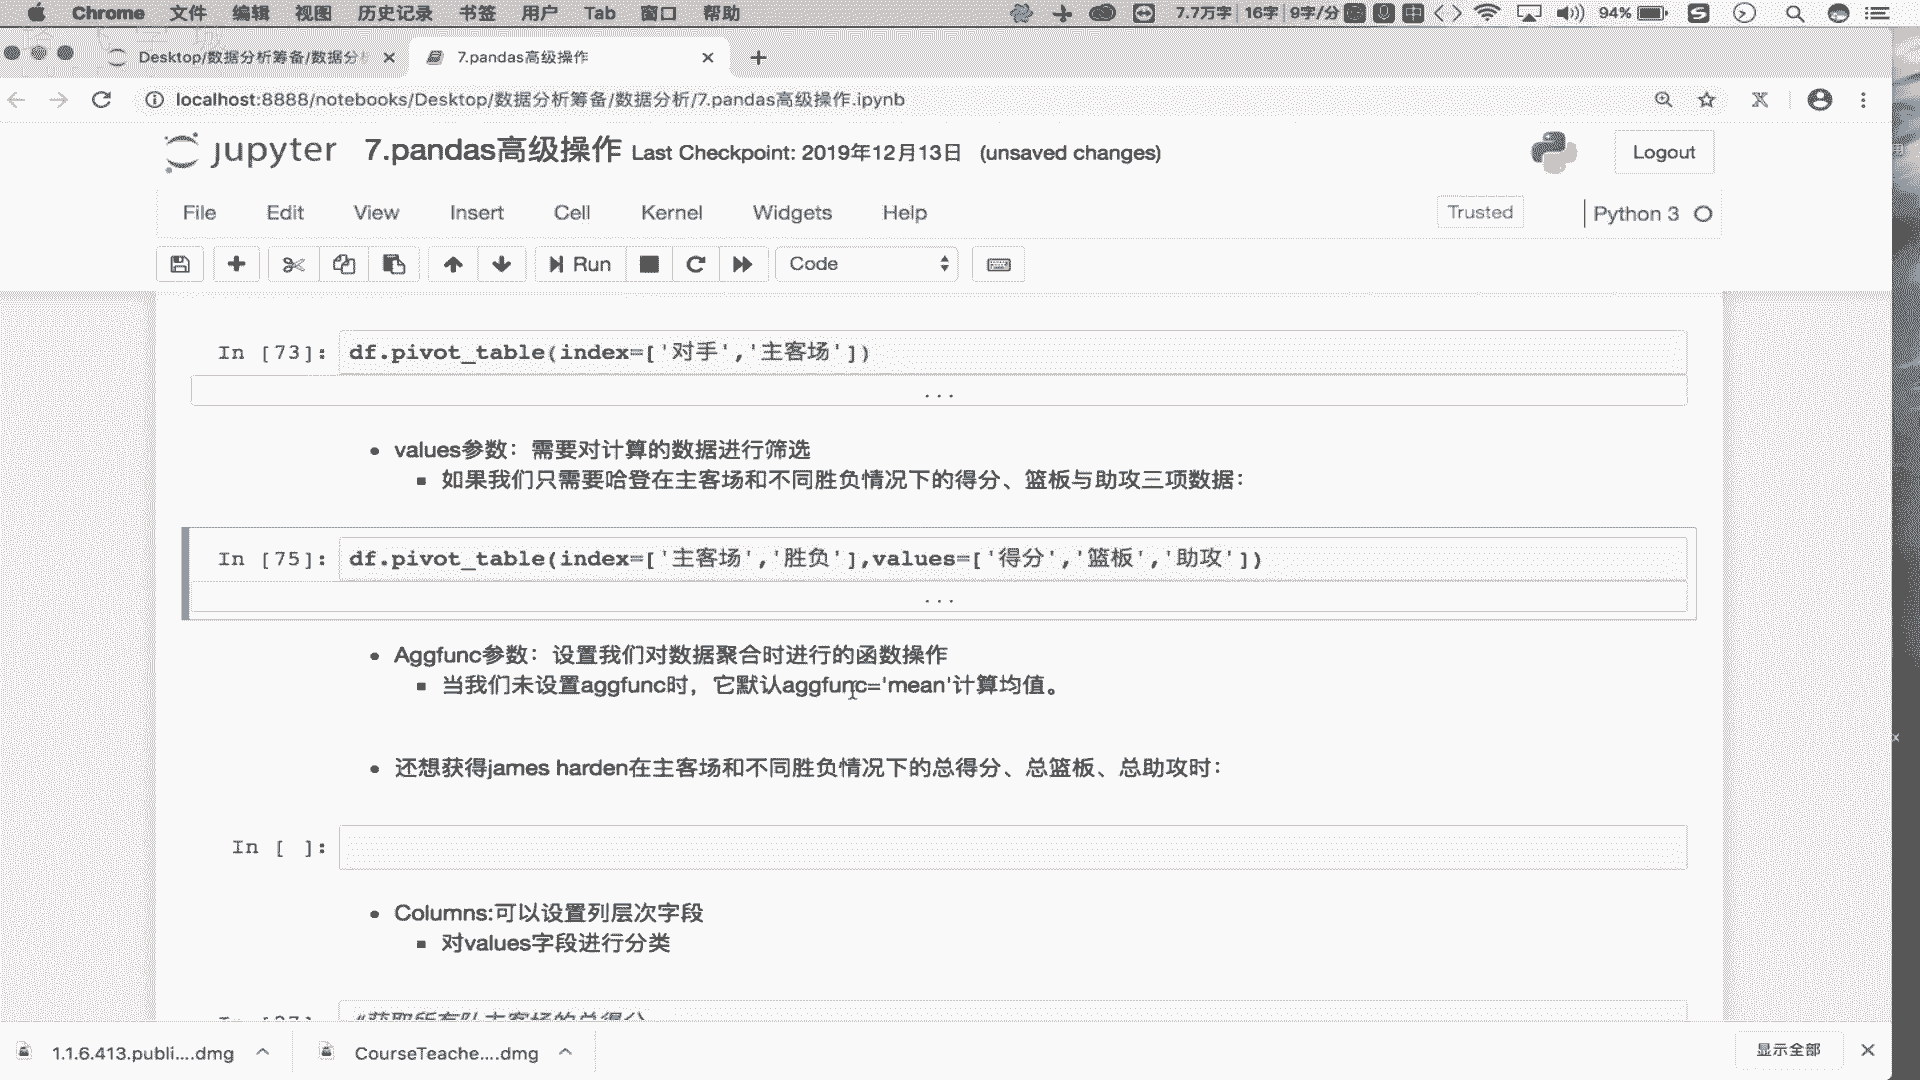 Chrome 文件 编辑 视图 历史记录 书签 用户 Tab 窗口 帮助 7.7万字 16字 9字/分 中 94%
Desktop/数据分析筹备/数据分 7.pandas高级操作
localhost:8888/notebooks/Desktop/数据分析筹备/数据分析/7.pandas高级操作.ipynb
jupyter 7.pandas高级操作 Last Checkpoint: 2019年12月13日 (unsaved changes) Logout
File Edit View Insert Cell Kernel Widgets Help Trusted Python 3
Run Code
In [73]: df.pivot_table(index=['对手','主客场'])
...
values参数：需要对计算的数据进行筛选
如果我们只需要哈登在主客场和不同胜负情况下的得分、篮板与助攻三项数据：
In [75]: df.pivot_table(index=['主客场','胜负'],values=['得分','篮板','助攻'])
...
Aggfunc参数：设置我们对数据聚合时进行的函数操作
当我们未设置aggfunc时，它默认aggfunc='mean'计算均值。
还想获得james harden在主客场和不同胜负情况下的总得分、总篮板、总助攻时：
In [ ]:
Columns:可以设置列层次字段
对values字段进行分类
#获取所有队主客场的总得分
1.1.6.413.publi....dmg CourseTeache....dmg 显示全部